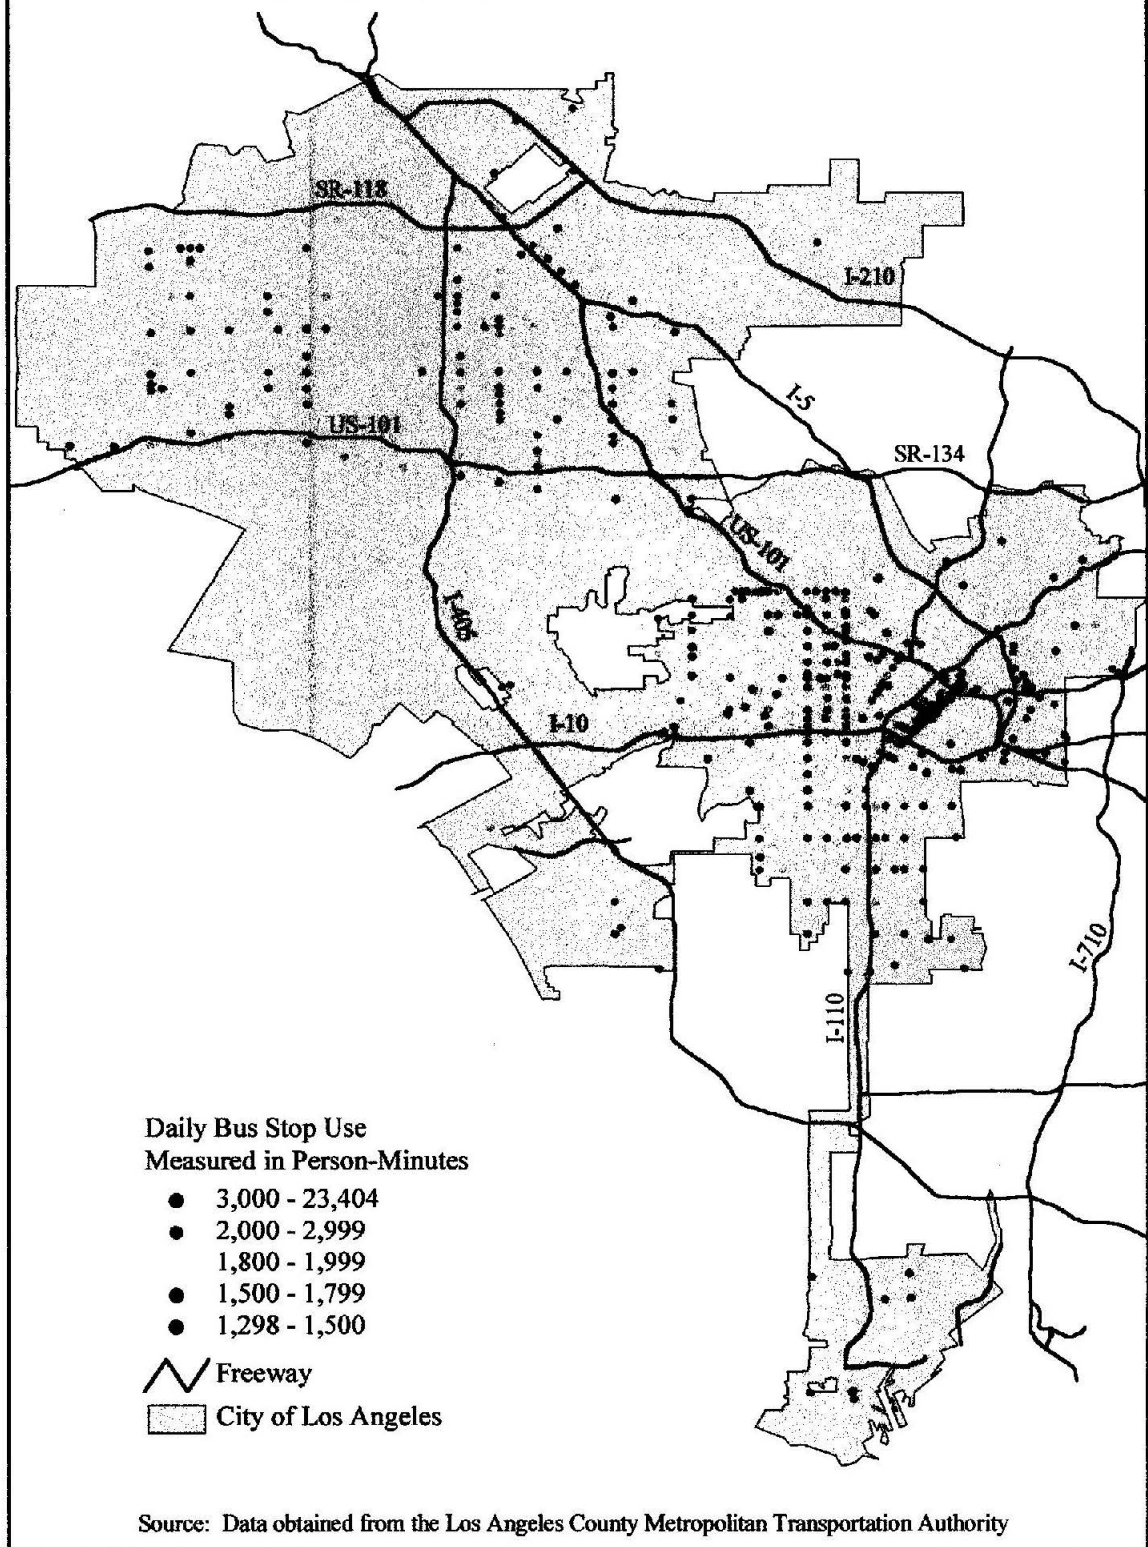 SR-118
I-210
I-5
US-101
SR-134
US-101
I-405
I-10
I-710
I-110
Daily Bus Stop Use
Measured in Person-Minutes
3,000 - 23,404
2,000 - 2,999
1,800 - 1,999
1,500 - 1,799
1,298 - 1,500
Freeway
City of Los Angeles
Source: Data obtained from the Los Angeles County Metropolitan Transportation Authority